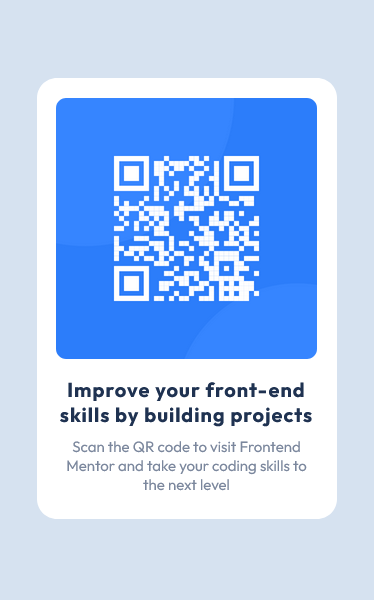 Improve your front-end
skills by building projects
Scan the QR code to visit Frontend
Mentor and take your coding skills to
the next level